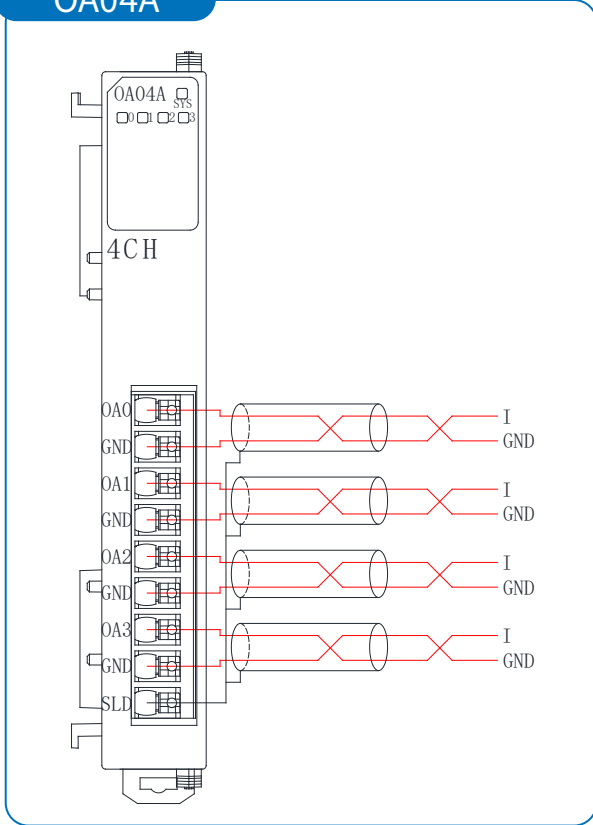 OA04A
OA04A
SYS
0 1 2 3
4CH
OA0
I
GND
GND
OA1
I
GND
GND
OA2
I
GND
GND
OA3
I
GND
GND
SLD